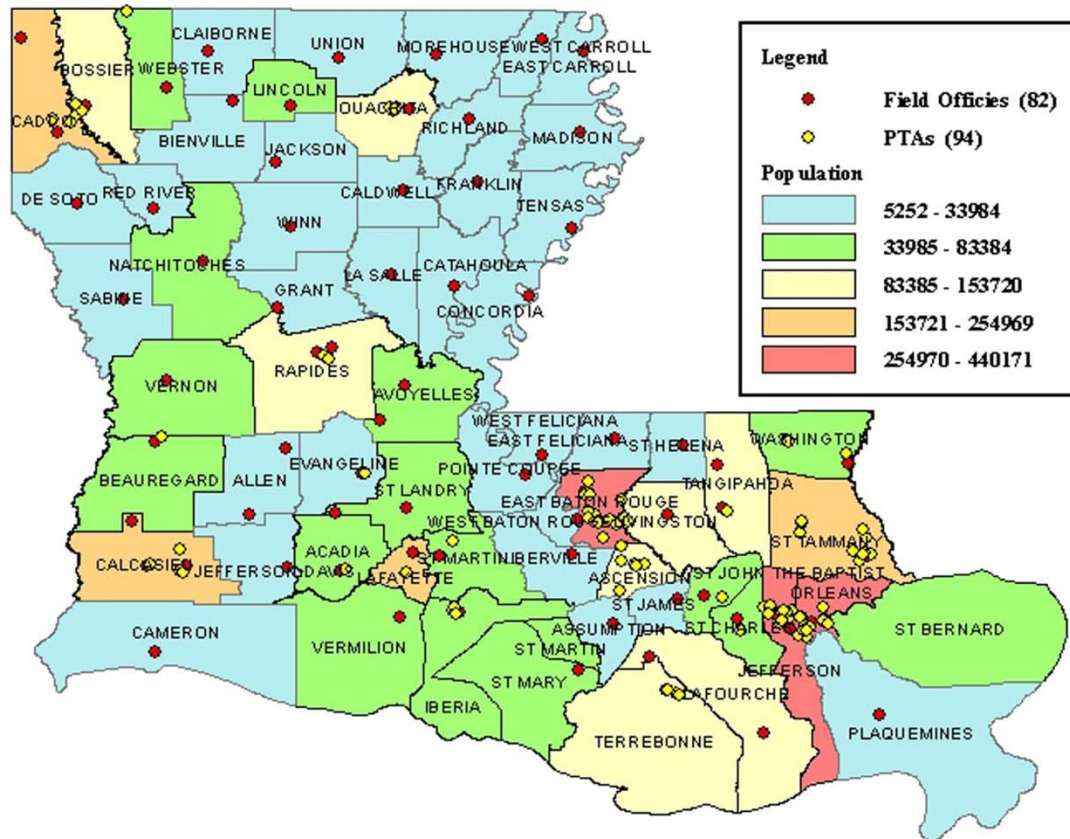 CLAIBORNE
UNION
MOREHOUSE
WEST CARROLL
EAST CARROLL
BOSSIER
WEBSTER
LINCOLN
OUACHITA
CADDO
RICHLAND
MADISON
BIENVILLE
JACKSON
DE SOTO
RED RIVER
CALDWELL
FRANKLIN
TENSAS
WINN
NATCHITOCHES
LA SALLE
CATAHOULA
SABINE
GRANT
CONCORDIA
RAPIDES
VERNON
AVOYELLES
WEST FELICIANA
EAST FELICIANA
ST HELENA
WASHINGTON
BEAUREGARD
ALLEN
EVANGELINE
POINTE COUPEE
TANGIPAHOA
ST LANDRY
EAST BATON ROUGE
WEST BATON ROUGE
LIVINGSTON
ST TAMMANY
CALCASIEU
JEFFERSON DAVIS
ACADIA
LAFAYETTE
ST MARTIN
IBERVILLE
ASCENSION
ST JOHN THE BAPTIST
ORLEANS
ST JAMES
CAMERON
VERMILION
ASSUMPTION
ST CHARLES
ST BERNARD
ST MARTIN
JEFFERSON
ST MARY
IBERIA
LAFOURCHE
TERREBONNE
PLAQUEMINES
Legend
Field Officies (82)
PTAs (94)
Population
5252 - 33984
33985 - 83384
83385 - 153720
153721 - 254969
254970 - 440171